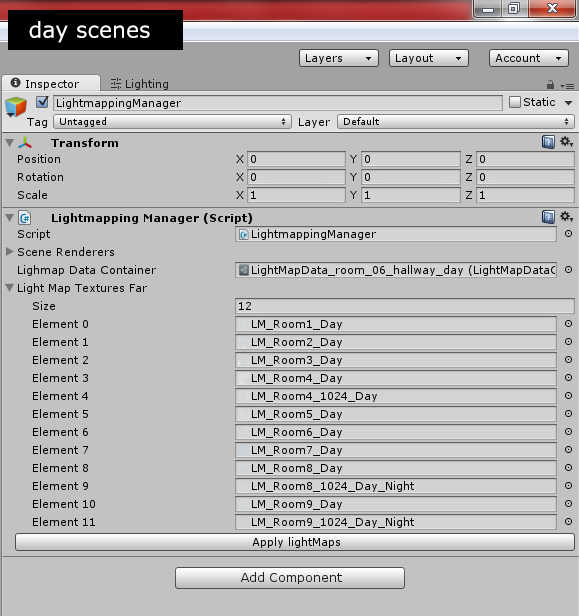 day scenes
Layers Layout Account
Inspector Lighting
LightmappingManager Static
Tag Untagged Layer Default
Transform
Position X 0 Y 0 Z 0
Rotation X 0 Y 0 Z 0
Scale X 1 Y 1 Z 1
Lightmapping Manager (Script)
Script LightmappingManager
Scene Renderers
Lighmap Data Container LightMapData_room_06_hallway_day (LightMapDataC
Light Map Textures Far
Size 12
Element 0 LM_Room1_Day
Element 1 LM_Room2_Day
Element 2 LM_Room3_Day
Element 3 LM_Room4_Day
Element 4 LM_Room4_1024_Day
Element 5 LM_Room5_Day
Element 6 LM_Room6_Day
Element 7 LM_Room7_Day
Element 8 LM_Room8_Day
Element 9 LM_Room8_1024_Day_Night
Element 10 LM_Room9_Day
Element 11 LM_Room9_1024_Day_Night
Apply lightMaps
Add Component